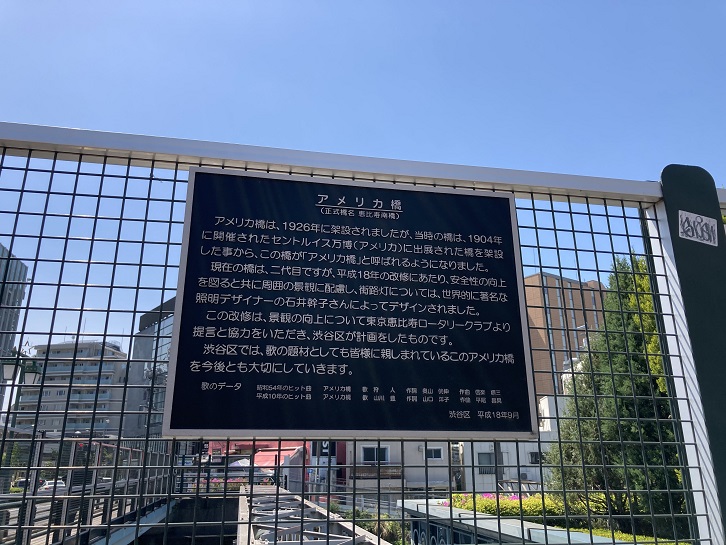 アメリカ橋
(正式橋名 恵比寿南橋)
アメリカ橋は、1926年に架設されましたが、当時の橋は、1904年
に開催されたセントルイス万博(アメリカ)に出展された橋を架設
した事から、この橋が「アメリカ橋」と呼ばれるようになりました。
現在の橋は、二代目ですが、平成18年の改修にあたり、安全性の向上
を図ると共に周囲の景観に配慮し、街路灯については、世界的に著名な
照明デザイナーの石井幹子さんによってデザインされました。
この改修は、景観の向上について東京恵比寿ロータリークラブより
提言と協力をいただき、渋谷区が計画をしたものです。
渋谷区では、歌の題材としても皆様に親しまれているこのアメリカ橋
を今後とも大切にしていきます。
歌のデータ 昭和54年のヒット曲 アメリカ橋 歌 狩 人 作詞 奥山 作曲
平成10年のヒット曲 アメリカ橋 歌 山川 豊 作詞 山口 洋子 作曲 平尾 昌晃
渋谷区 平成18年9月